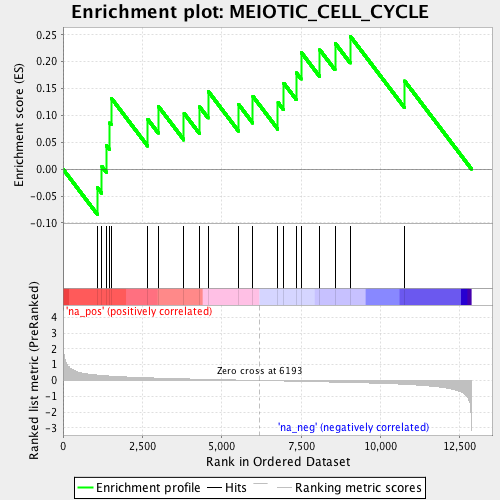 Enrichment plot: MEIOTIC_CELL_CYCLE
Enrichment score (ES)
0.25
0.20
0.15
0.10
0.05
0.00
-0.05
-0.10
'na_pos' (positively correlated)
Ranked list metric (PreRanked)
4
3
2
1
0
-1
-2
-3
Zero cross at 6193
'na_neg' (negatively correlated)
0
2,500
5,000
7,500
10,000
12,500
Rank in Ordered Dataset
Enrichment profile
Hits
Ranking metric scores